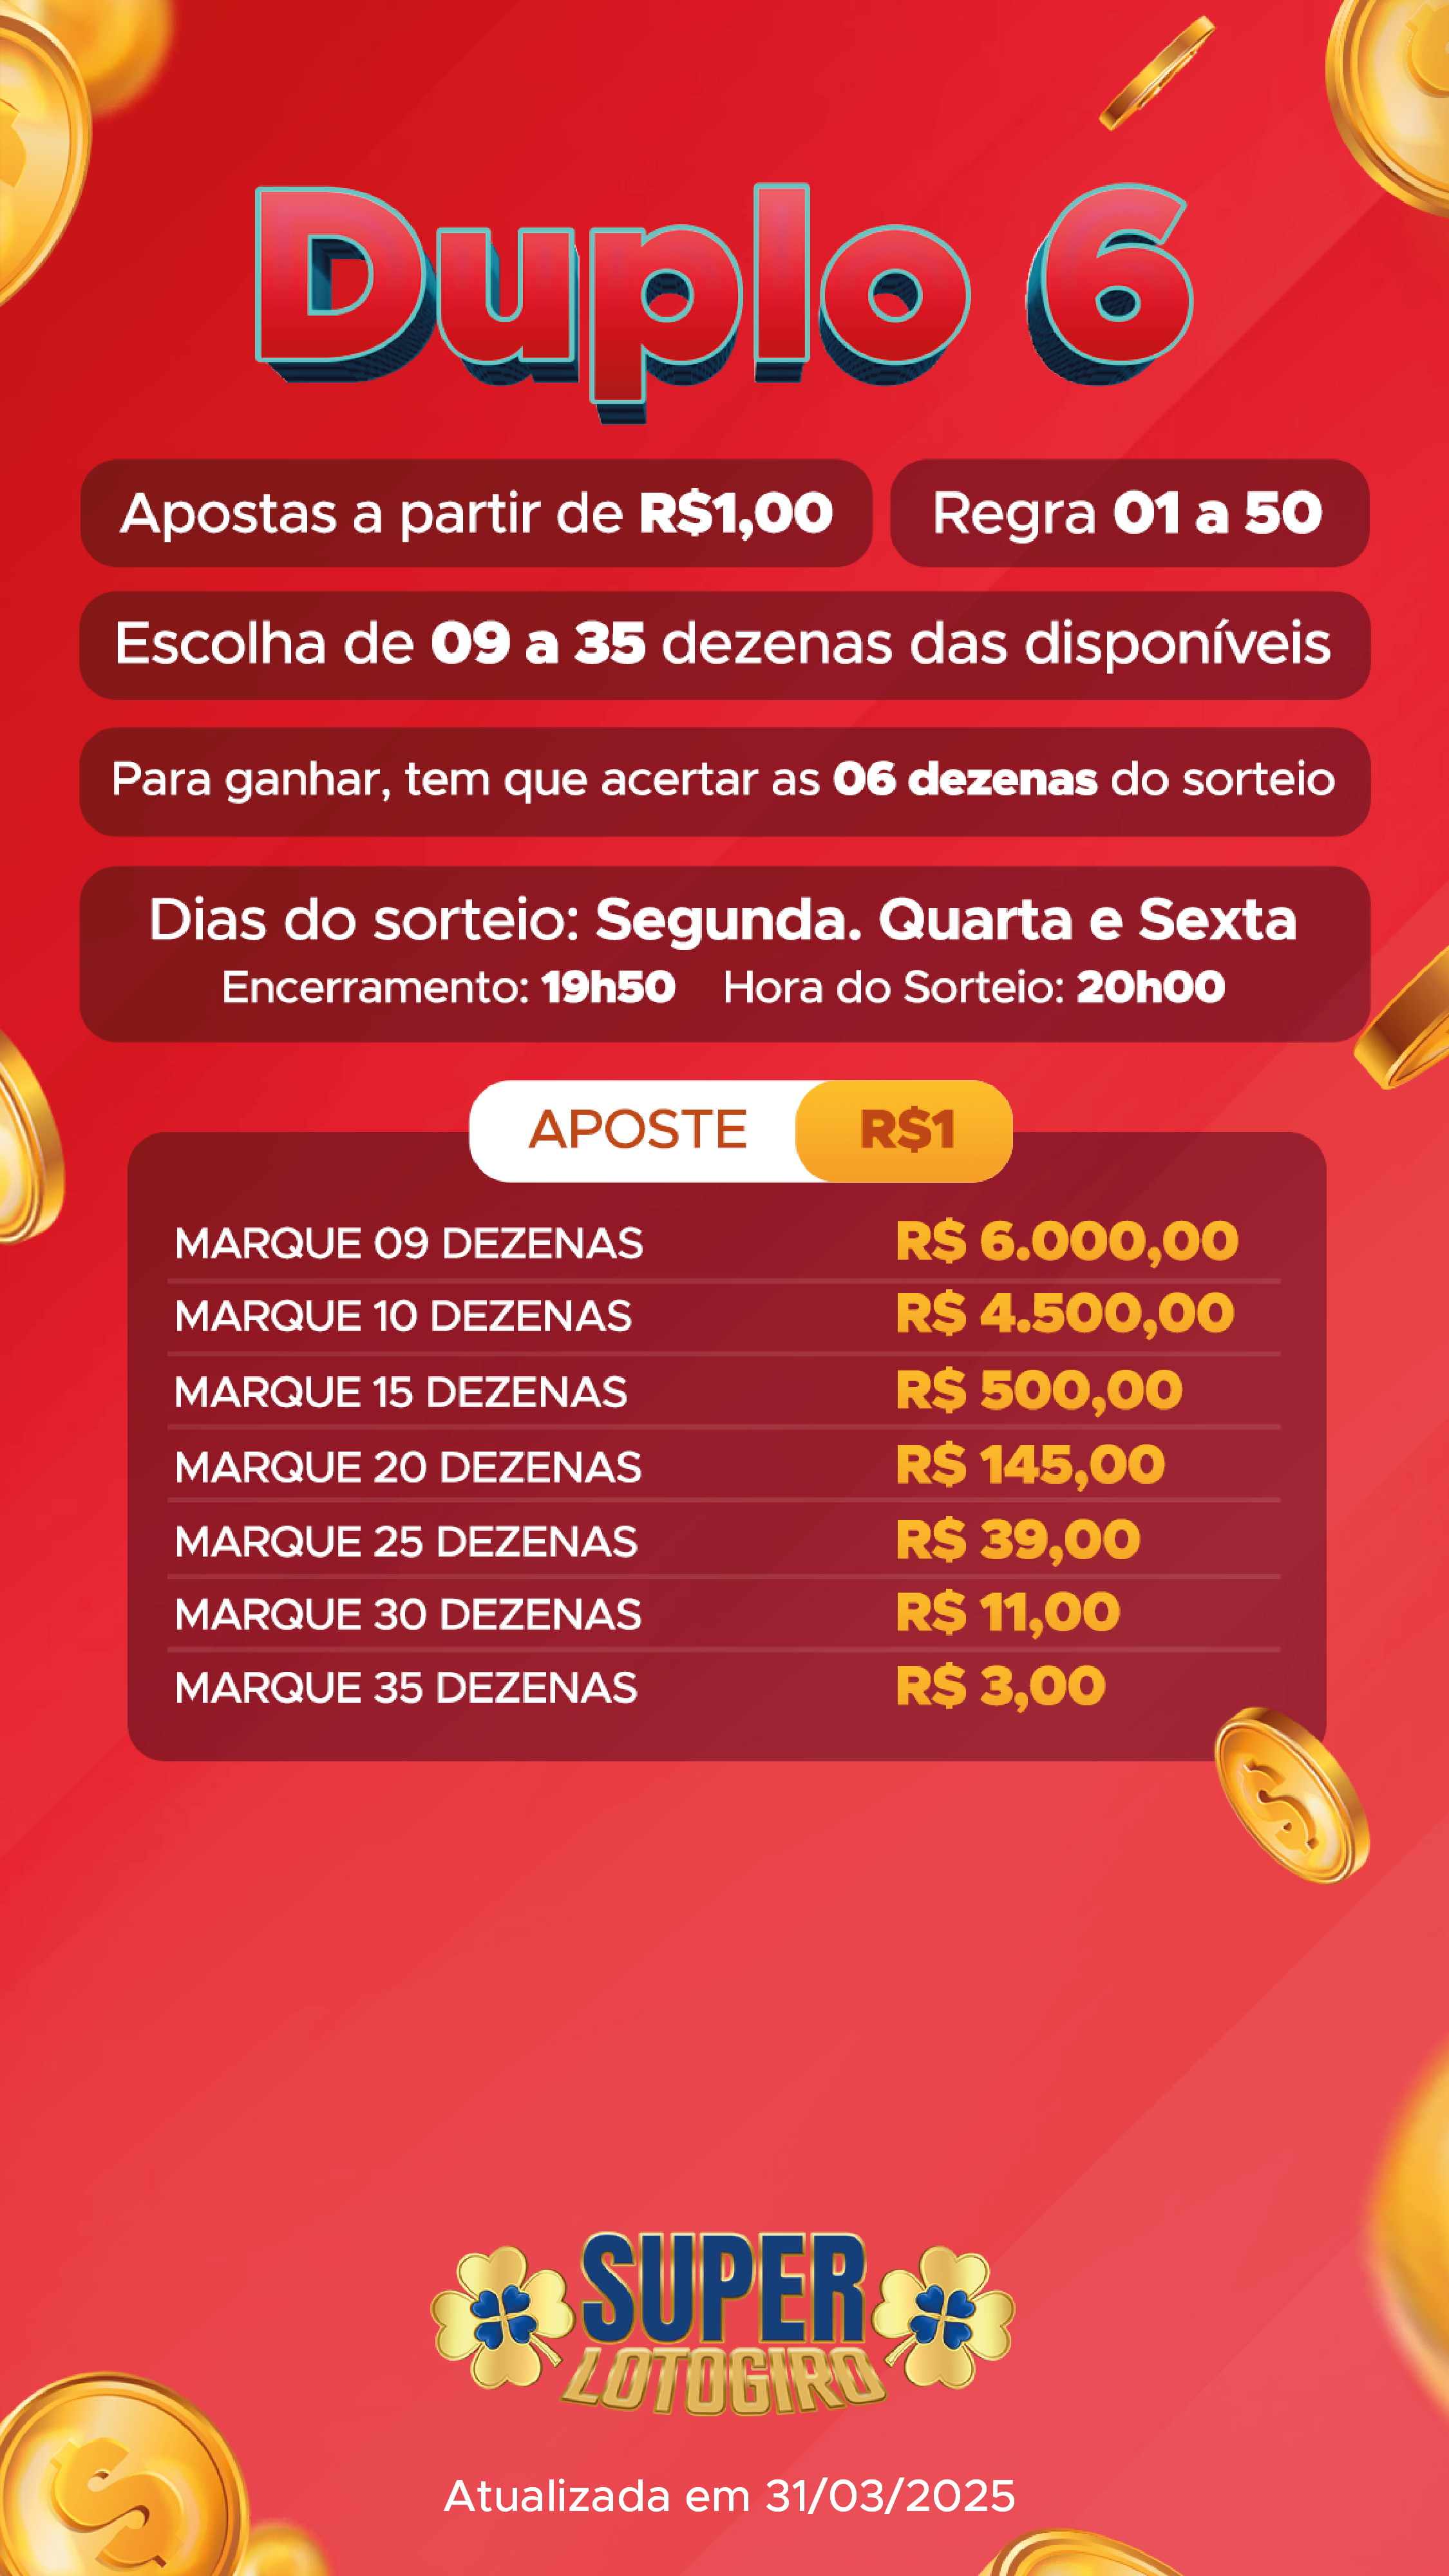 Duplo 6
Apostas a partir de R$1,00
Regra 01 a 50
Escolha de 09 a 35 dezenas das disponíveis
Para ganhar, tem que acertar as 06 dezenas do sorteio
Dias do sorteio: Segunda. Quarta e Sexta
Encerramento: 19h50 Hora do Sorteio: 20h00
APOSTE R$1
MARQUE 09 DEZENAS R$ 6.000,00
MARQUE 10 DEZENAS R$ 4.500,00
MARQUE 15 DEZENAS R$ 500,00
MARQUE 20 DEZENAS R$ 145,00
MARQUE 25 DEZENAS R$ 39,00
MARQUE 30 DEZENAS R$ 11,00
MARQUE 35 DEZENAS R$ 3,00
SUPER
LOTOGIRO
Atualizada em 31/03/2025